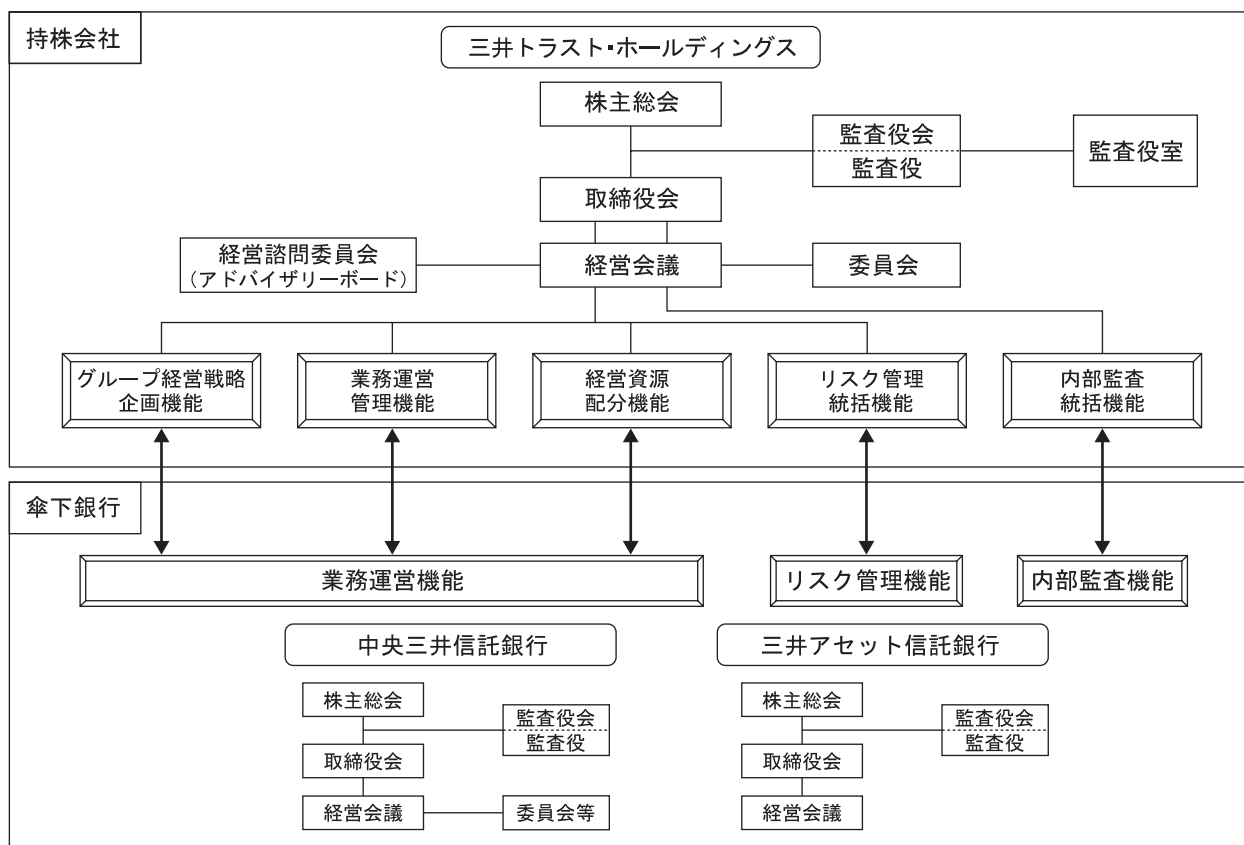 持株会社
三井トラスト・ホールディングス
株主総会
監査役会
監査役
監査役室
取締役会
経営諮問委員会
（アドバイザリーボード）
経営会議
委員会
グループ経営戦略
企画機能
業務運営
管理機能
経営資源
配分機能
リスク管理
統括機能
内部監査
統括機能
傘下銀行
業務運営機能
リスク管理機能
内部監査機能
中央三井信託銀行
株主総会
監査役会
監査役
取締役会
経営会議
委員会等
三井アセット信託銀行
株主総会
監査役会
監査役
取締役会
経営会議